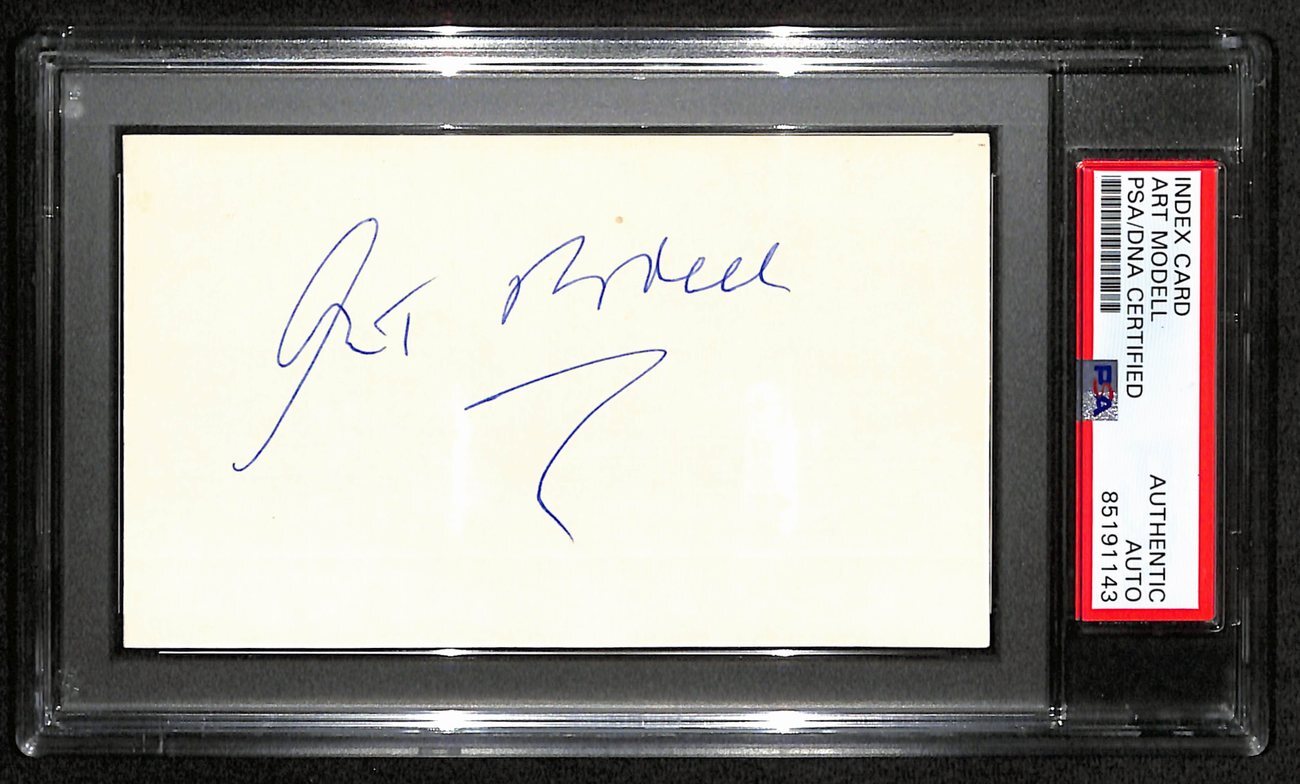 Art Modell
INDEX CARD
ART MODELL
PSA/DNA CERTIFIED
AUTHENTIC
AUTO
85191143
PSA